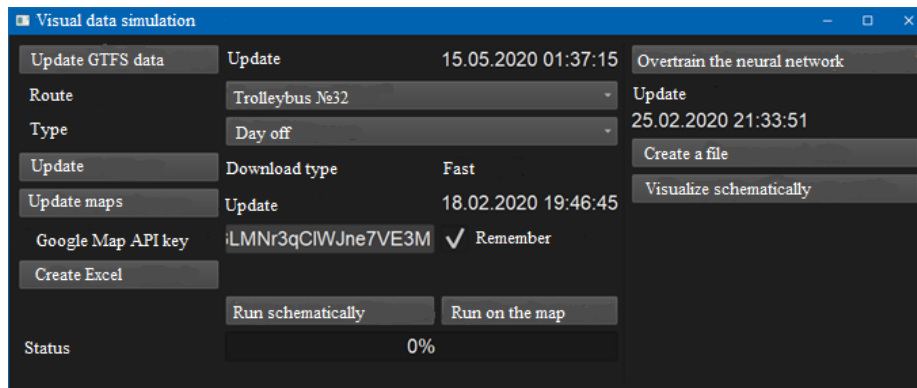 Visual data simulation
Update GTFS data Update 15.05.2020 01:37:15 Overtrain the neural network
Route Trolleybus №32 Update
Type Day off 25.02.2020 21:33:51
Update Download type Fast Create a file
Update maps Update 18.02.2020 19:46:45 Visualize schematically
Google Map API key LMNr3qClWJne7VE3M Remember
Create Excel
Run schematically Run on the map
Status 0%